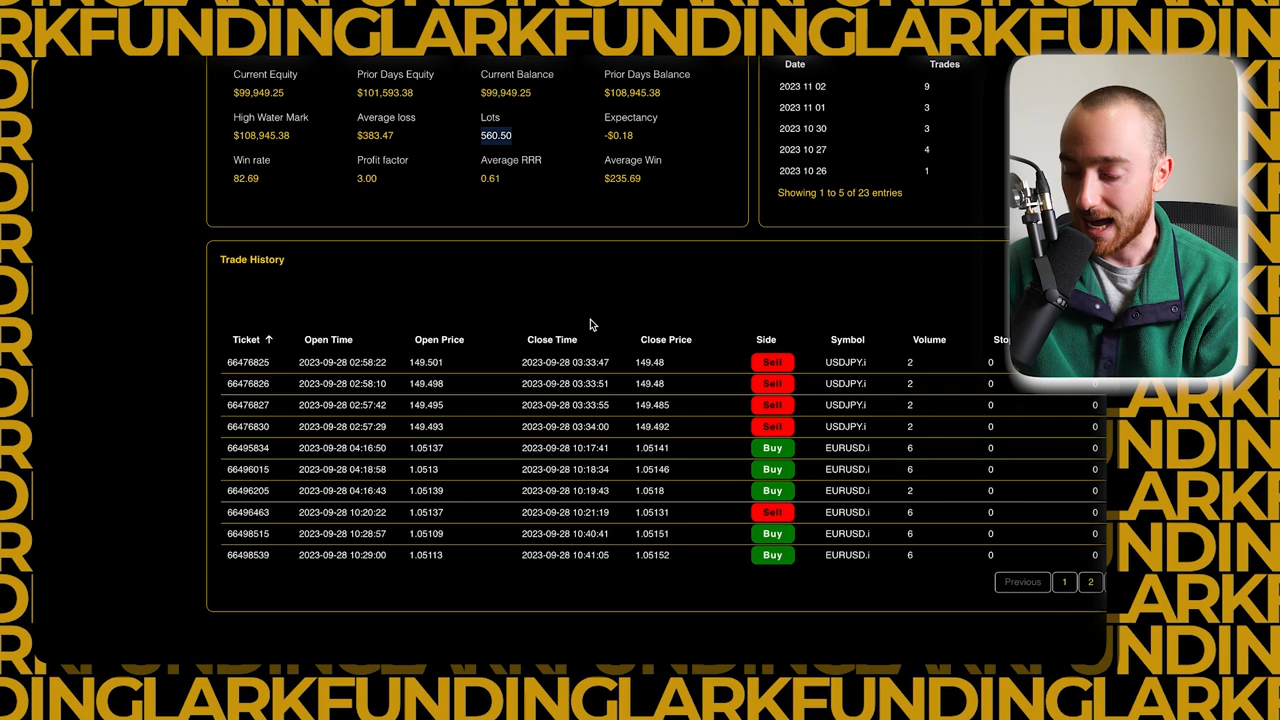 DINGLARKFUNDINGLARKFUNDINGLARKF
RKFUNDINGLARKFUNDINGLARKFUNDING
Current Equity Prior Days Equity Current Balance Prior Days Balance
$99,949.25 $101,593.38 $99,949.25 $108,945.38
High Water Mark Average loss Lots Expectancy
$108,945.38 $383.47 560.50 -$0.18
Win rate Profit factor Average RRR Average Win
82.69 3.00 0.61 $235.69
Date Trades
2023 11 02 9
2023 11 01 3
2023 10 30 3
2023 10 27 4
2023 10 26 1
Showing 1 to 5 of 23 entries
Trade History
Ticket ↑ Open Time Open Price Close Time Close Price Side Symbol Volume
66476825 2023-09-28 02:58:22 149.501 2023-09-28 03:33:47 149.48 Sell USDJPY.i 2 0
66476826 2023-09-28 02:58:10 149.498 2023-09-28 03:33:51 149.48 Sell USDJPY.i 2 0 0
66476827 2023-09-28 02:57:42 149.495 2023-09-28 03:33:55 149.485 Sell USDJPY.i 2 0 0
66476830 2023-09-28 02:57:29 149.493 2023-09-28 03:34:00 149.492 Sell USDJPY.i 2 0 0
66495834 2023-09-28 04:16:50 1.05137 2023-09-28 10:17:41 1.05141 Buy EURUSD.i 6 0 0
66496015 2023-09-28 04:18:58 1.0513 2023-09-28 10:18:34 1.05146 Buy EURUSD.i 6 0 0
66496205 2023-09-28 04:16:43 1.05139 2023-09-28 10:19:43 1.0518 Buy EURUSD.i 2 0 0
66496463 2023-09-28 10:20:22 1.05137 2023-09-28 10:21:19 1.05131 Sell EURUSD.i 6 0 0
66498515 2023-09-28 10:28:57 1.05109 2023-09-28 10:40:41 1.05151 Buy EURUSD.i 6 0 0
66498539 2023-09-28 10:29:00 1.05113 2023-09-28 10:41:05 1.05152 Buy EURUSD.i 6 0 0
Previous 1 2
DINGLARKFUNDINGLARKFUNDINGLARKF